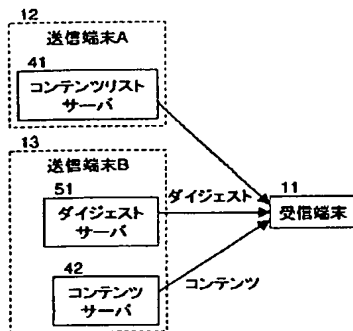 12
送信端末A
41
コンテンツリスト
サーバ
13
送信端末B
51
ダイジェスト
サーバ
ダイジェスト
11
受信端末
42
コンテンツ
サーバ
コンテンツ